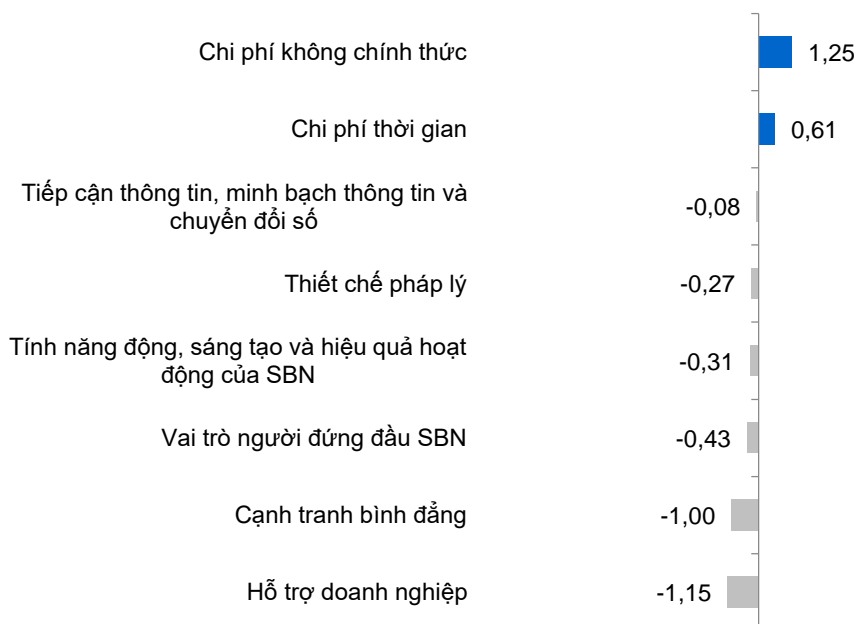 Chi phí không chính thức
1,25
Chi phí thời gian
0,61
Tiếp cận thông tin, minh bạch thông tin và
chuyển đổi số
-0,08
Thiết chế pháp lý
-0,27
Tính năng động, sáng tạo và hiệu quả hoạt
động của SBN
-0,31
Vai trò người đứng đầu SBN
-0,43
Cạnh tranh bình đẳng
-1,00
Hỗ trợ doanh nghiệp
-1,15